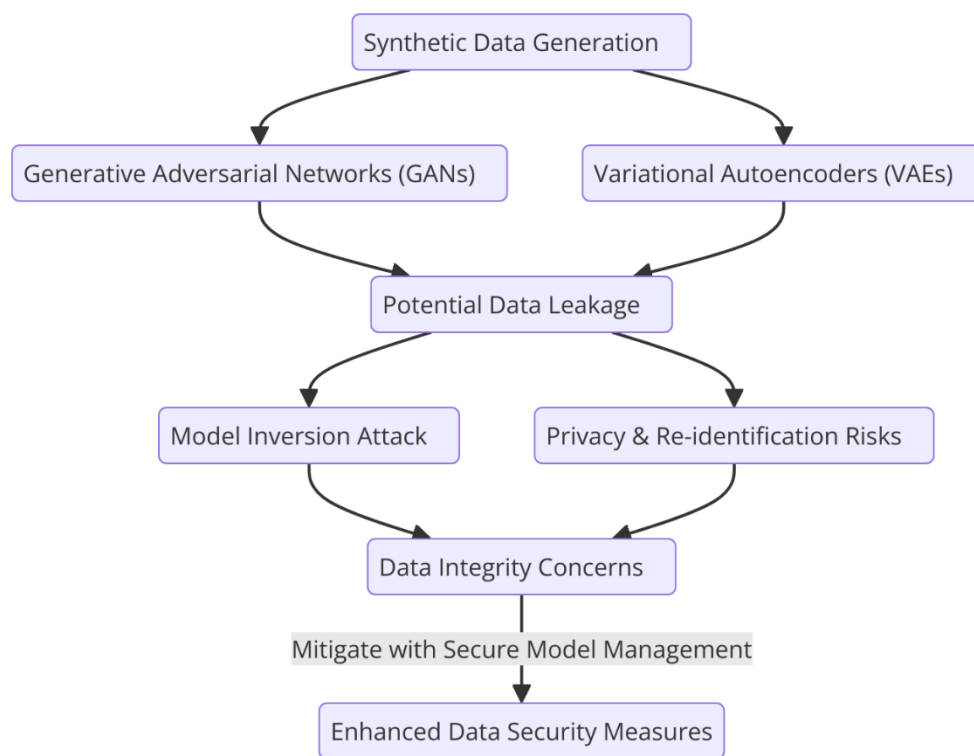 Synthetic Data Generation
Generative Adversarial Networks (GANs)
Variational Autoencoders (VAEs)
Potential Data Leakage
Model Inversion Attack
Privacy & Re-identification Risks
Data Integrity Concerns
Mitigate with Secure Model Management
Enhanced Data Security Measures